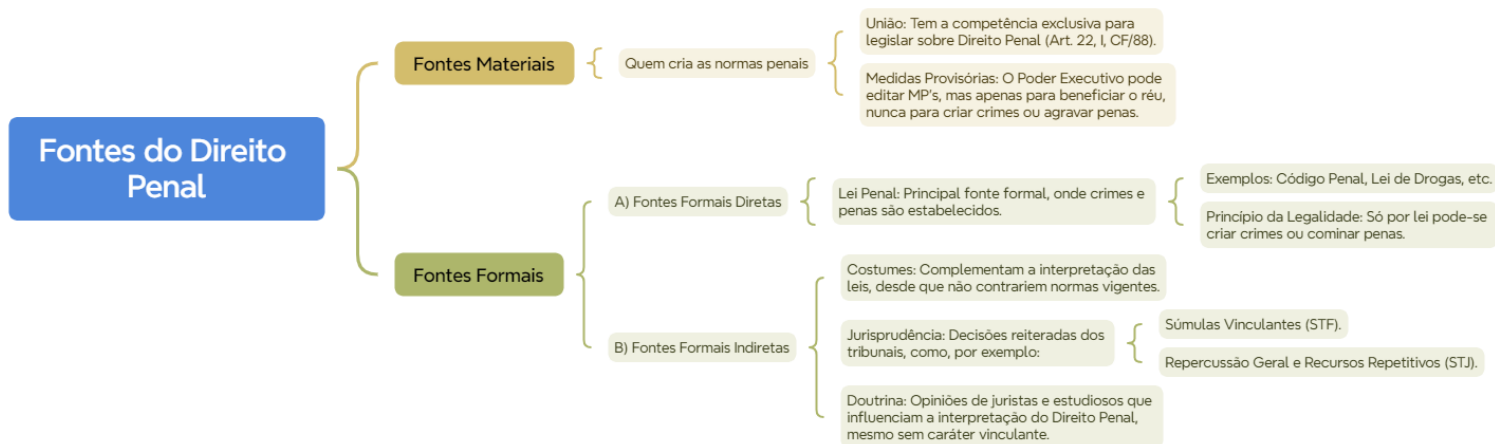 Fontes do Direito
Penal
Fontes Materiais
Quem cria as normas penais
União: Tem a competência exclusiva para
legislar sobre Direito Penal (Art. 22, I, CF/88).
Medidas Provisórias: O Poder Executivo pode
editar MP's, mas apenas para beneficiar o réu,
nunca para criar crimes ou agravar penas.
Fontes Formais
A) Fontes Formais Diretas
Lei Penal: Principal fonte formal, onde crimes e
penas são estabelecidos.
Exemplos: Código Penal, Lei de Drogas, etc.
Princípio da Legalidade: Só por lei pode-se
criar crimes ou cominar penas.
B) Fontes Formais Indiretas
Costumes: Complementam a interpretação das
leis, desde que não contrariem normas vigentes.
Jurisprudência: Decisões reiteradas dos
tribunais, como, por exemplo:
Súmulas Vinculantes (STF).
Repercussão Geral e Recursos Repetitivos (STJ).
Doutrina: Opiniões de juristas e estudiosos que
influenciam a interpretação do Direito Penal,
mesmo sem caráter vinculante.